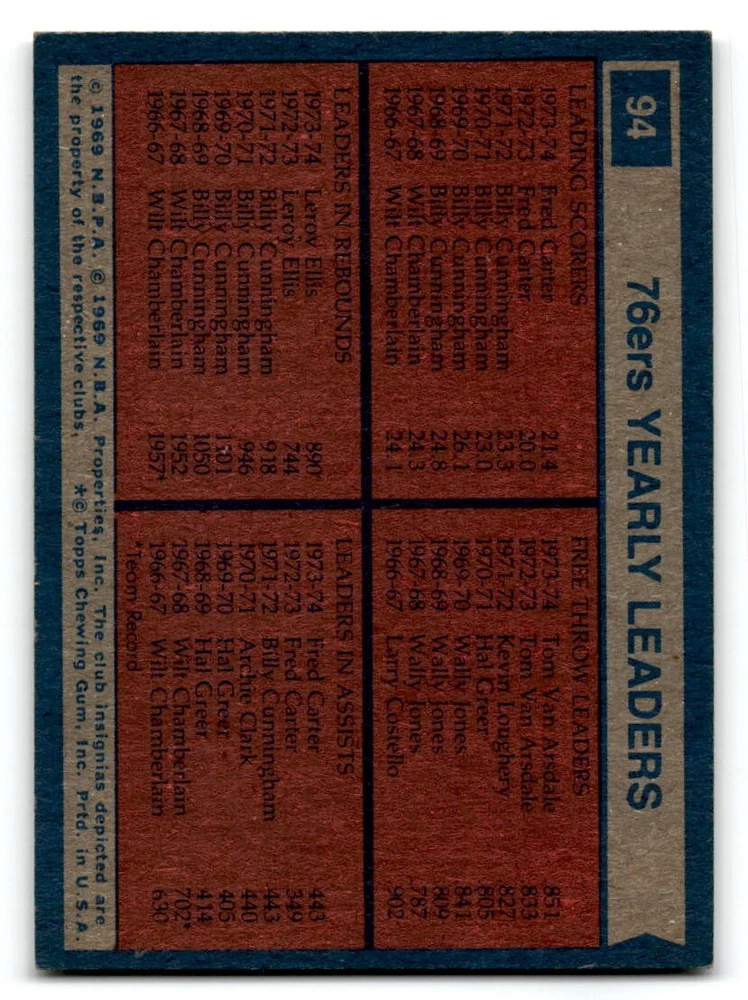 94
76ers YEARLY LEADERS
LEADING SCORERS
1973-74 Fred Carter 21.4
1972-73 Fred Carter 20.0
1971-72 Billy Cunningham 23.3
1970-71 Billy Cunningham 23.0
1969-70 Billy Cunningham 26.1
1968-69 Billy Cunningham 24.8
1967-68 Wilt Chamberlain 24.3
1966-67 Wilt Chamberlain 24.1
FREE THROW LEADERS
1973-74 Tom Van Arsdale 851
1972-73 Tom Van Arsdale 833
1971-72 Kevin Loughery 827
1970-71 Hal Greer 805
1969-70 Wally Jones 841
1968-69 Wally Jones 809
1967-68 Wally Jones 787
1966-67 Larry Costello 902
LEADERS IN REBOUNDS
1973-74 Leroy Ellis 890
1972-73 Leroy Ellis 744
1971-72 Billy Cunningham 918
1970-71 Billy Cunningham 946
1969-70 Billy Cunningham 1101
1968-69 Billy Cunningham 1050
1967-68 Wilt Chamberlain 1952
1966-67 Wilt Chamberlain 1957*
LEADERS IN ASSISTS
1973-74 Fred Carter 443
1972-73 Fred Carter 349
1971-72 Billy Cunningham 443
1970-71 Archie Clark 440
1969-70 Hal Greer 405
1968-69 Hal Greer 414
1967-68 Wilt Chamberlain 702*
1966-67 Wilt Chamberlain 630
*Team Record
© 1969 N.B.P.A. © 1969 N.B.A. Properties, Inc. The club insignias depicted are
the property of the respective clubs, *© Topps Chewing Gum, Inc. Prtd. in U.S.A.